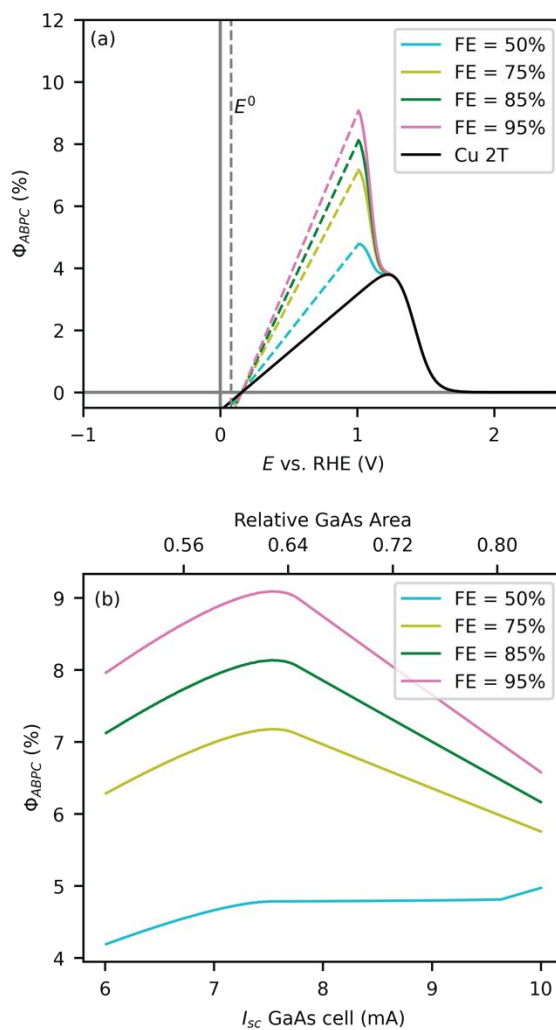 (a)
E⁰
FE = 50%
FE = 75%
FE = 85%
FE = 95%
Cu 2T
12
10
8
6
4
2
0
Φ_ABPC (%)
−1 0 1 2
E vs. RHE (V)
Relative GaAs Area
0.56 0.64 0.72 0.80
(b)
FE = 50%
FE = 75%
FE = 85%
FE = 95%
9
8
7
6
5
4
Φ_ABPC (%)
6 7 8 9 10
I_sc GaAs cell (mA)